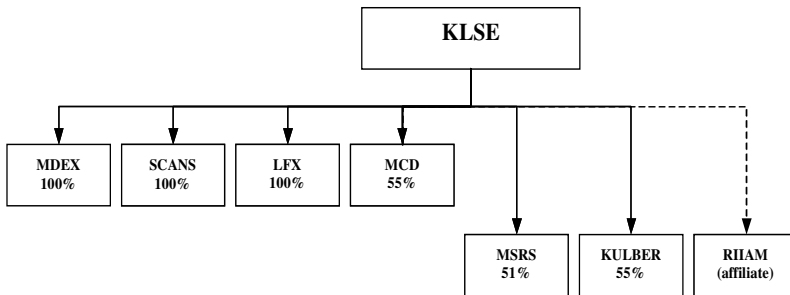 KLSE
MDEX
100%
SCANS
100%
LFX
100%
MCD
55%
MSRS
51%
KULBER
55%
RIIAM
(affiliate)